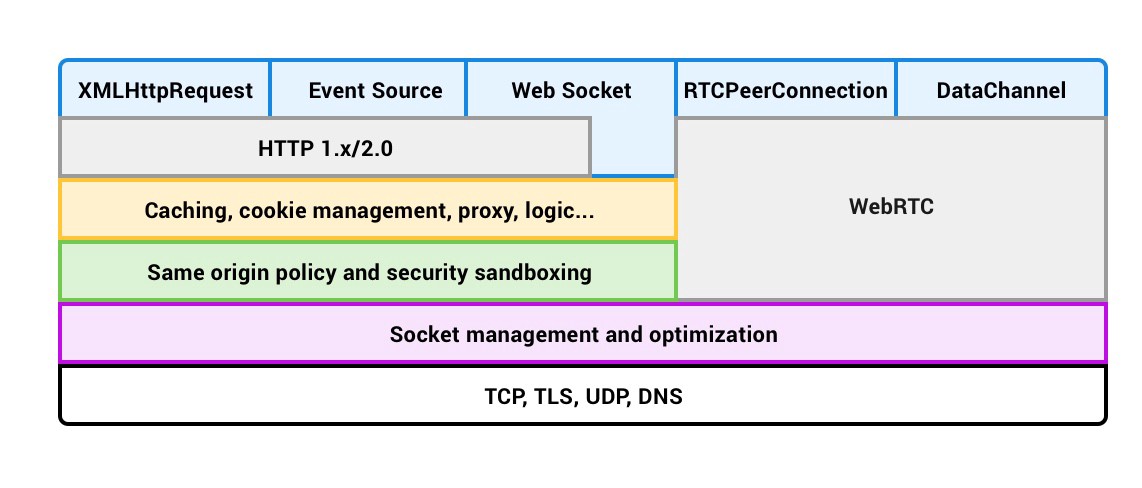 XMLHttpRequest
Event Source
Web Socket
RTCPeerConnection
DataChannel
HTTP 1.x/2.0
Caching, cookie management, proxy, logic...
WebRTC
Same origin policy and security sandboxing
Socket management and optimization
TCP, TLS, UDP, DNS